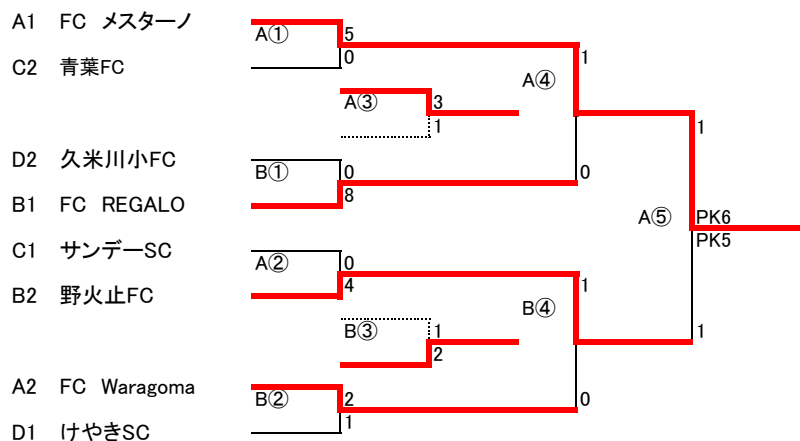 A1 FC メスターノ
A① 5
0
C2 青葉FC
1
A④
A③ 3
1
1
D2 久米川小FC
B① 0
0
8
B1 FC REGALO
A⑤ PK6
PK5
C1 サンデーSC
A② 0
4
1
B2 野火止FC
B④
B③ 1
1
2
A2 FC Waragoma
B② 2
0
1
D1 けやきSC